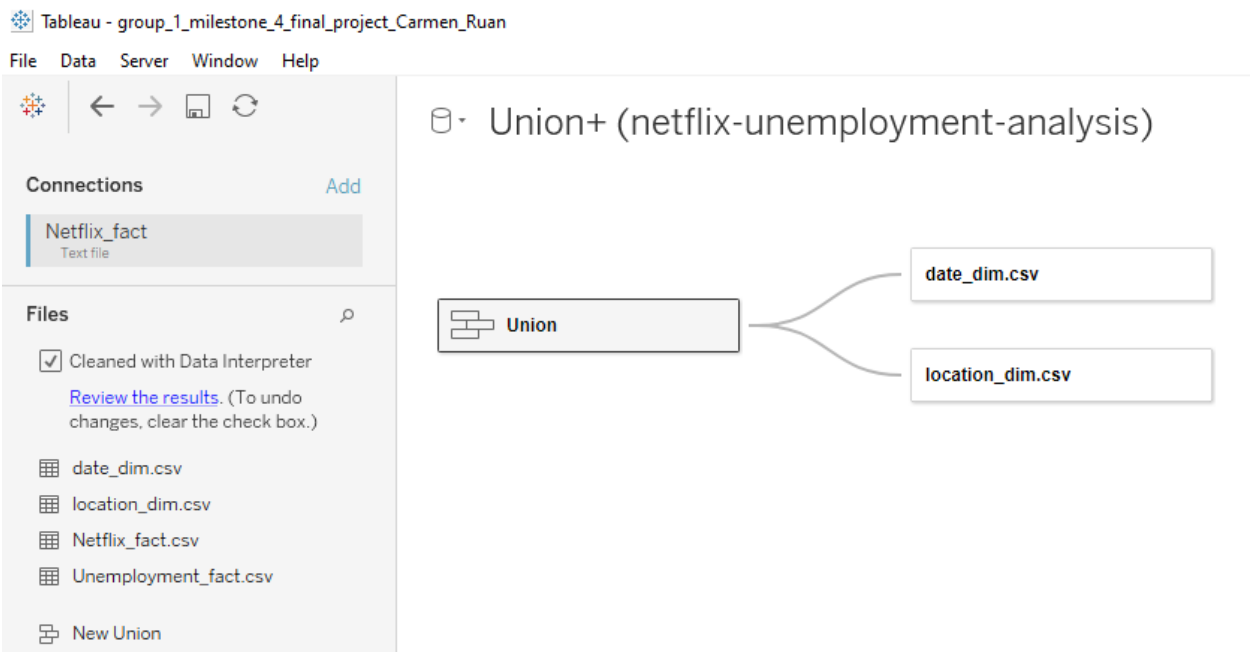 Tableau - group_1_milestone_4_final_project_Carmen_Ruan
File Data Server Window Help
Union+ (netflix-unemployment-analysis)
Connections Add
Netflix_fact
Text file
Files
Cleaned with Data Interpreter
Review the results. (To undo
changes, clear the check box.)
date_dim.csv
location_dim.csv
Netflix_fact.csv
Unemployment_fact.csv
New Union
Union
date_dim.csv
location_dim.csv